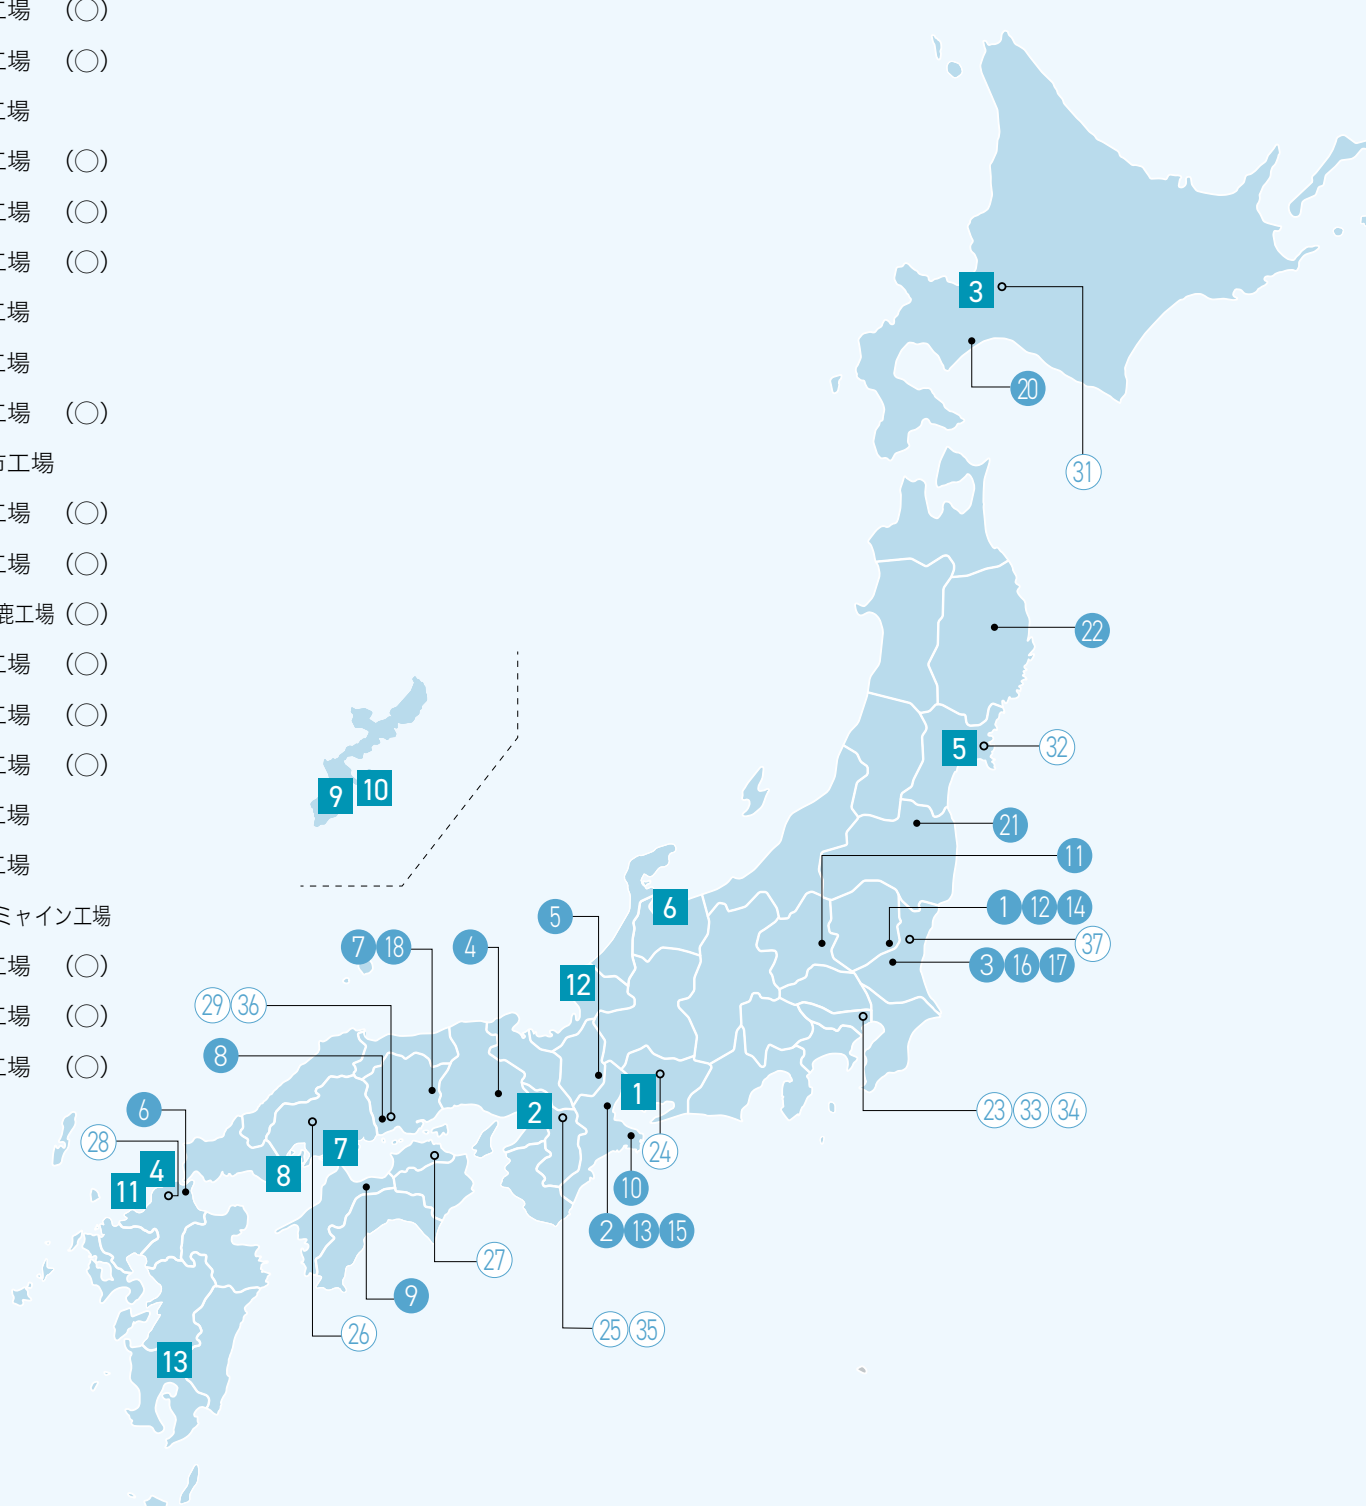 工場 （○）
工場 （○）
工場
工場 （○）
工場 （○）
工場 （○）
工場
工場
工場 （○）
市工場
工場 （○）
工場 （○）
鹿工場（○）
工場 （○）
工場 （○）
工場 （○）
工場
工場
ミャイン工場
工場 （○）
工場 （○）
工場 （○）
3
20
31
22
5
32
9 10
21
11
6
5
1 12 14
7 18
4
37
3 16 17
12
29 36
8
1
2
6
23 33 34
28
7
24
4
8
11
10
2 13 15
27
9
25 35
26
13